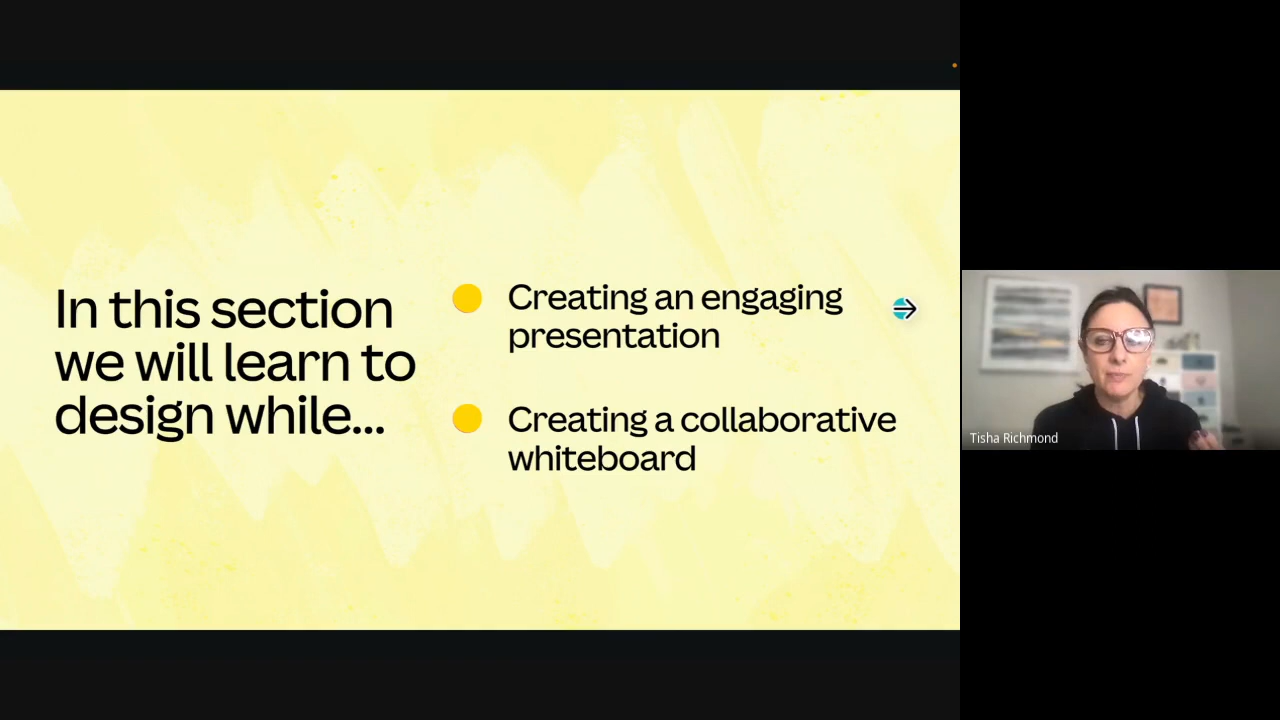 In this section
we will learn to
design while...
Creating an engaging
presentation
Creating a collaborative
whiteboard
Tisha Richmond